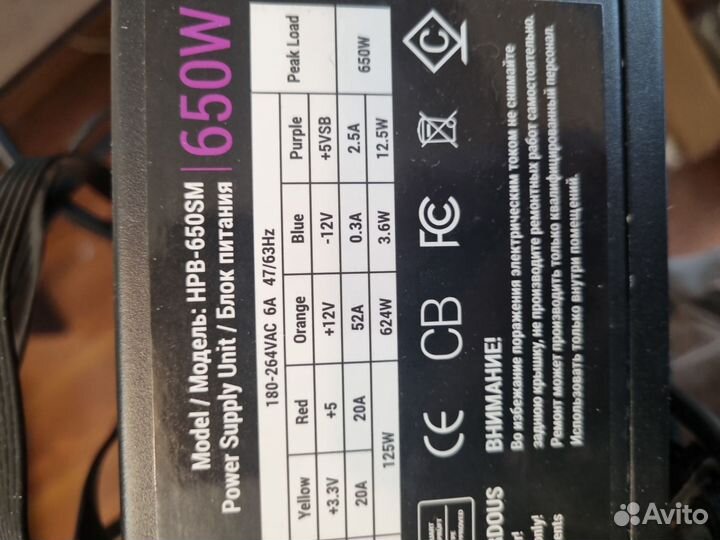 Model / Модель: HPB-650SM
Power Supply Unit / Блок питания
650W
180-264VAC 6A 47/63Hz
Peak Load
Yellow Red Orange Blue Purple
+3.3V +5 +12V -12V +5VSB
20A 20A 52A 0.3A 2.5A 650W
125W 624W 3.6W 12.5W
CE CB FC C
ВНИМАНИЕ!
Во избежание поражения электрическим током не снимайте
заднюю крышку, не производите ремонтных работ самостоятельно.
Ремонт может производить только квалифицированный персонал.
Использовать только внутри помещений.
RDOUS
r!
nly!
ents
Avito